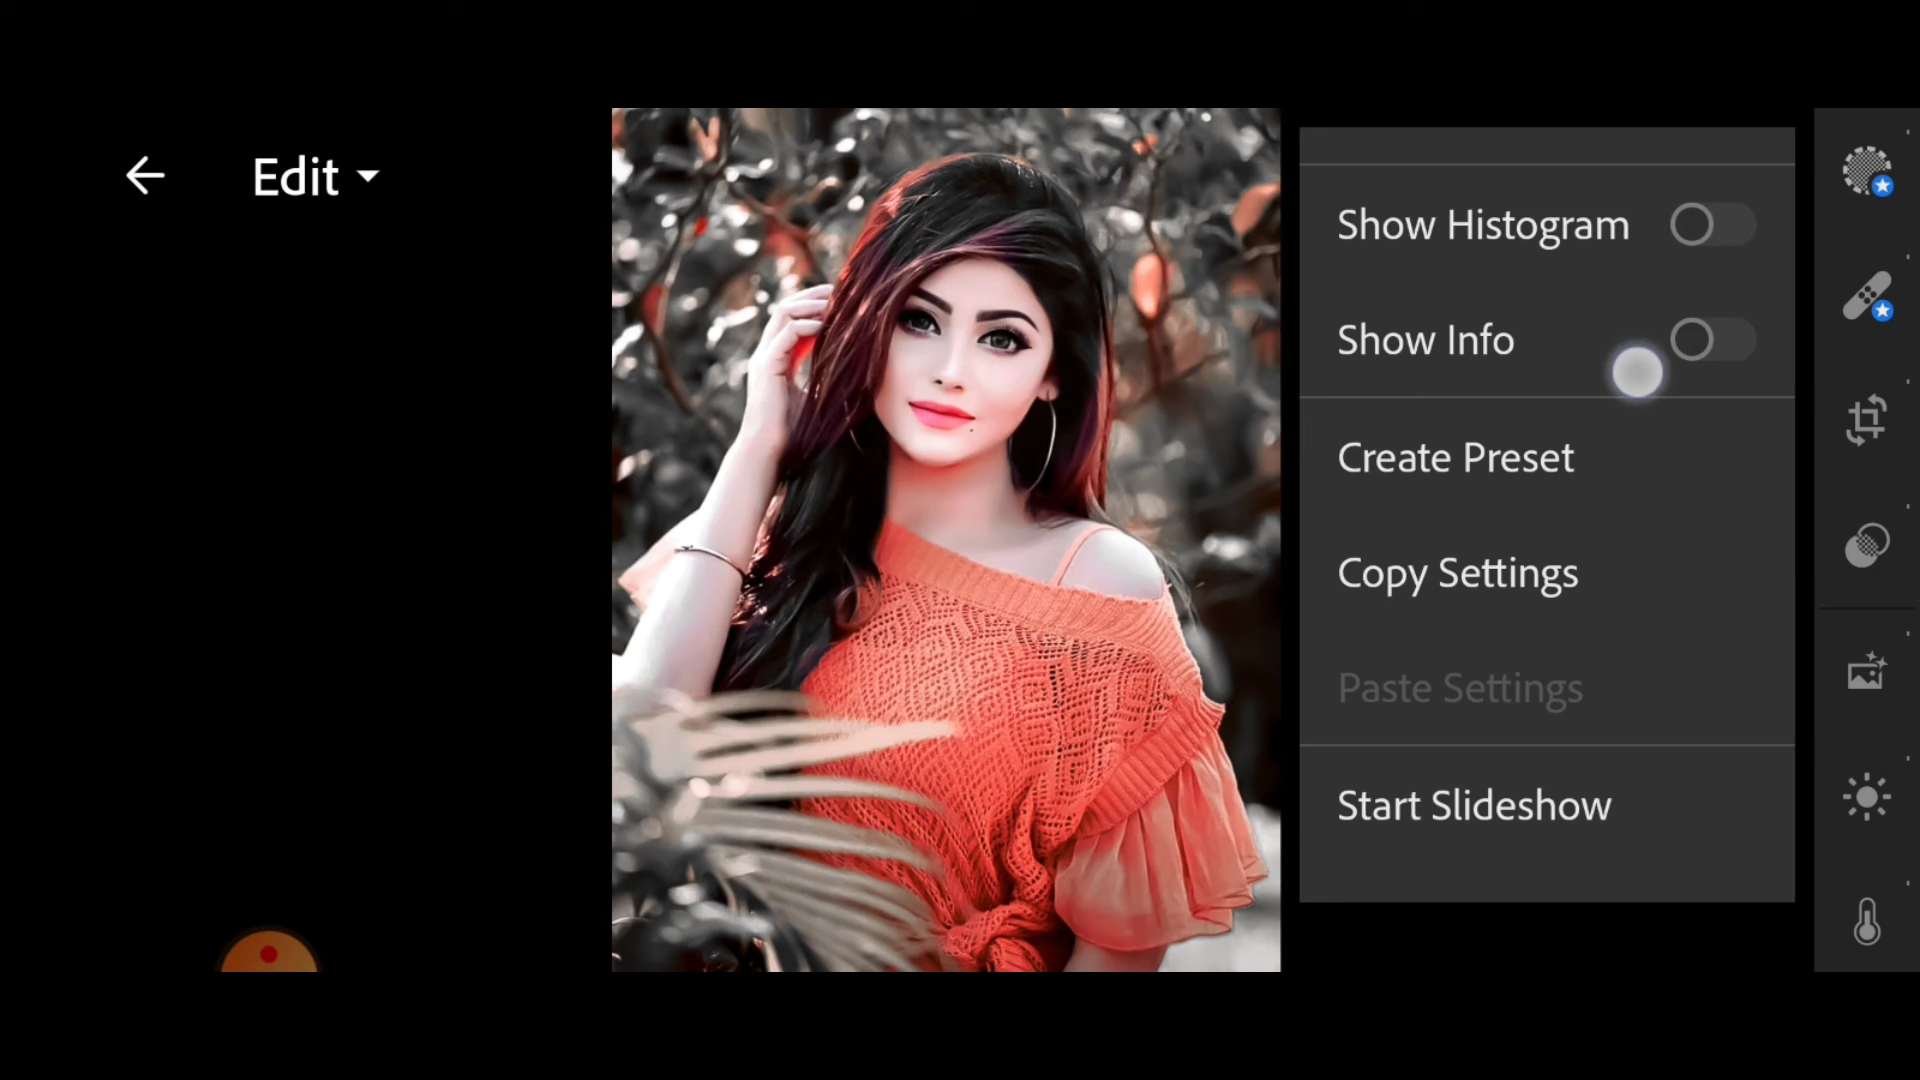 Edit
Show Histogram
Show Info
Create Preset
Copy Settings
Paste Settings
Start Slideshow